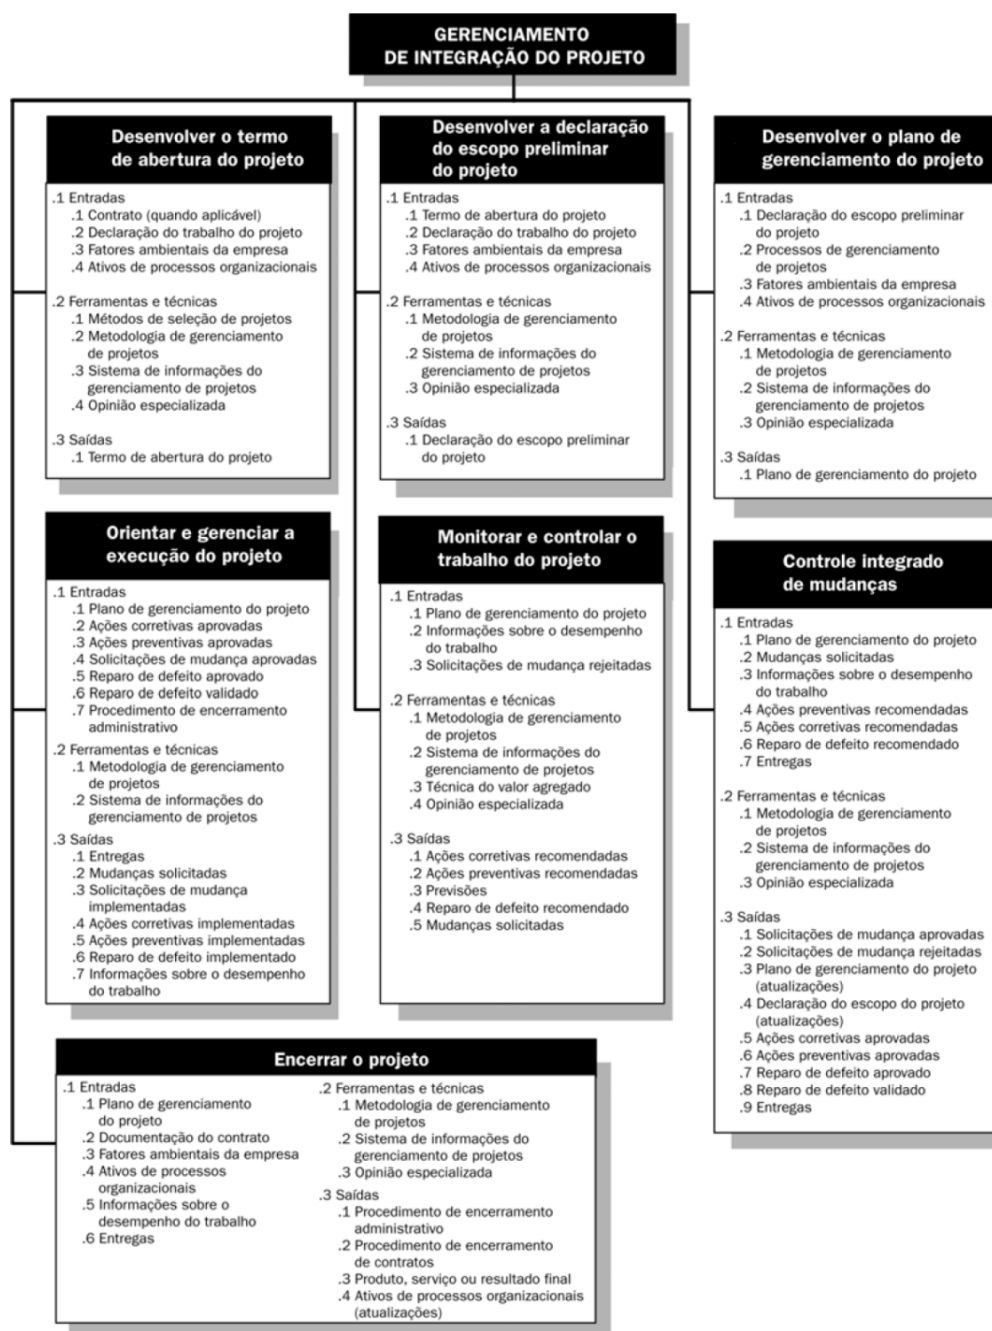 GERENCIAMENTO
DE INTEGRAÇÃO DO PROJETO
Desenvolver o termo
de abertura do projeto
.1 Entradas
.1 Contrato (quando aplicável)
.2 Declaração do trabalho do projeto
.3 Fatores ambientais da empresa
.4 Ativos de processos organizacionais
.2 Ferramentas e técnicas
.1 Métodos de seleção de projetos
.2 Metodologia de gerenciamento
de projetos
.3 Sistema de informações do
gerenciamento de projetos
.4 Opinião especializada
.3 Saídas
.1 Termo de abertura do projeto
Desenvolver a declaração
do escopo preliminar
do projeto
.1 Entradas
.1 Termo de abertura do projeto
.2 Declaração do trabalho do projeto
.3 Fatores ambientais da empresa
.4 Ativos de processos organizacionais
.2 Ferramentas e técnicas
.1 Metodologia de gerenciamento
de projetos
.2 Sistema de informações do
gerenciamento de projetos
.3 Opinião especializada
.3 Saídas
.1 Declaração do escopo preliminar
do projeto
Desenvolver o plano de
gerenciamento do projeto
.1 Entradas
.1 Declaração do escopo preliminar
do projeto
.2 Processos de gerenciamento
de projetos
.3 Fatores ambientais da empresa
.4 Ativos de processos organizacionais
.2 Ferramentas e técnicas
.1 Metodologia de gerenciamento
de projetos
.2 Sistema de informações do
gerenciamento de projetos
.3 Opinião especializada
.3 Saídas
.1 Plano de gerenciamento do projeto
Orientar e gerenciar a
execução do projeto
.1 Entradas
.1 Plano de gerenciamento do projeto
.2 Ações corretivas aprovadas
.3 Ações preventivas aprovadas
.4 Solicitações de mudança aprovadas
.5 Reparo de defeito aprovado
.6 Reparo de defeito validado
.7 Procedimento de encerramento
administrativo
.2 Ferramentas e técnicas
.1 Metodologia de gerenciamento
de projetos
.2 Sistema de informações do
gerenciamento de projetos
.3 Saídas
.1 Entregas
.2 Mudanças solicitadas
.3 Solicitações de mudança
implementadas
.4 Ações corretivas implementadas
.5 Ações preventivas implementadas
.6 Reparo de defeito implementado
.7 Informações sobre o desempenho
do trabalho
Monitorar e controlar o
trabalho do projeto
.1 Entradas
.1 Plano de gerenciamento do projeto
.2 Informações sobre o desempenho
do trabalho
.3 Solicitações de mudança rejeitadas
.2 Ferramentas e técnicas
.1 Metodologia de gerenciamento
de projetos
.2 Sistema de informações do
gerenciamento de projetos
.3 Técnica do valor agregado
.4 Opinião especializada
.3 Saídas
.1 Ações corretivas recomendadas
.2 Ações preventivas recomendadas
.3 Previsões
.4 Reparo de defeito recomendado
.5 Mudanças solicitadas
Controle integrado
de mudanças
.1 Entradas
.1 Plano de gerenciamento do projeto
.2 Mudanças solicitadas
.3 Informações sobre o desempenho
do trabalho
.4 Ações preventivas recomendadas
.5 Ações corretivas recomendadas
.6 Reparo de defeito recomendado
.7 Entregas
.2 Ferramentas e técnicas
.1 Metodologia de gerenciamento
de projetos
.2 Sistema de informações do
gerenciamento de projetos
.3 Opinião especializada
.3 Saídas
.1 Solicitações de mudança aprovadas
.2 Solicitações de mudança rejeitadas
.3 Plano de gerenciamento do projeto
(atualizações)
.4 Declaração do escopo do projeto
(atualizações)
.5 Ações corretivas aprovadas
.6 Ações preventivas aprovadas
.7 Reparo de defeito aprovado
.8 Reparo de defeito validado
.9 Entregas
Encerrar o projeto
.1 Entradas
.1 Plano de gerenciamento
do projeto
.2 Documentação do contrato
.3 Fatores ambientais da empresa
.4 Ativos de processos
organizacionais
.5 Informações sobre o
desempenho do trabalho
.6 Entregas
.2 Ferramentas e técnicas
.1 Metodologia de gerenciamento
de projetos
.2 Sistema de informações do
gerenciamento de projetos
.3 Opinião especializada
.3 Saídas
.1 Procedimento de encerramento
administrativo
.2 Procedimento de encerramento
de contratos
.3 Produto, serviço ou resultado final
.4 Ativos de processos organizacionais
(atualizações)